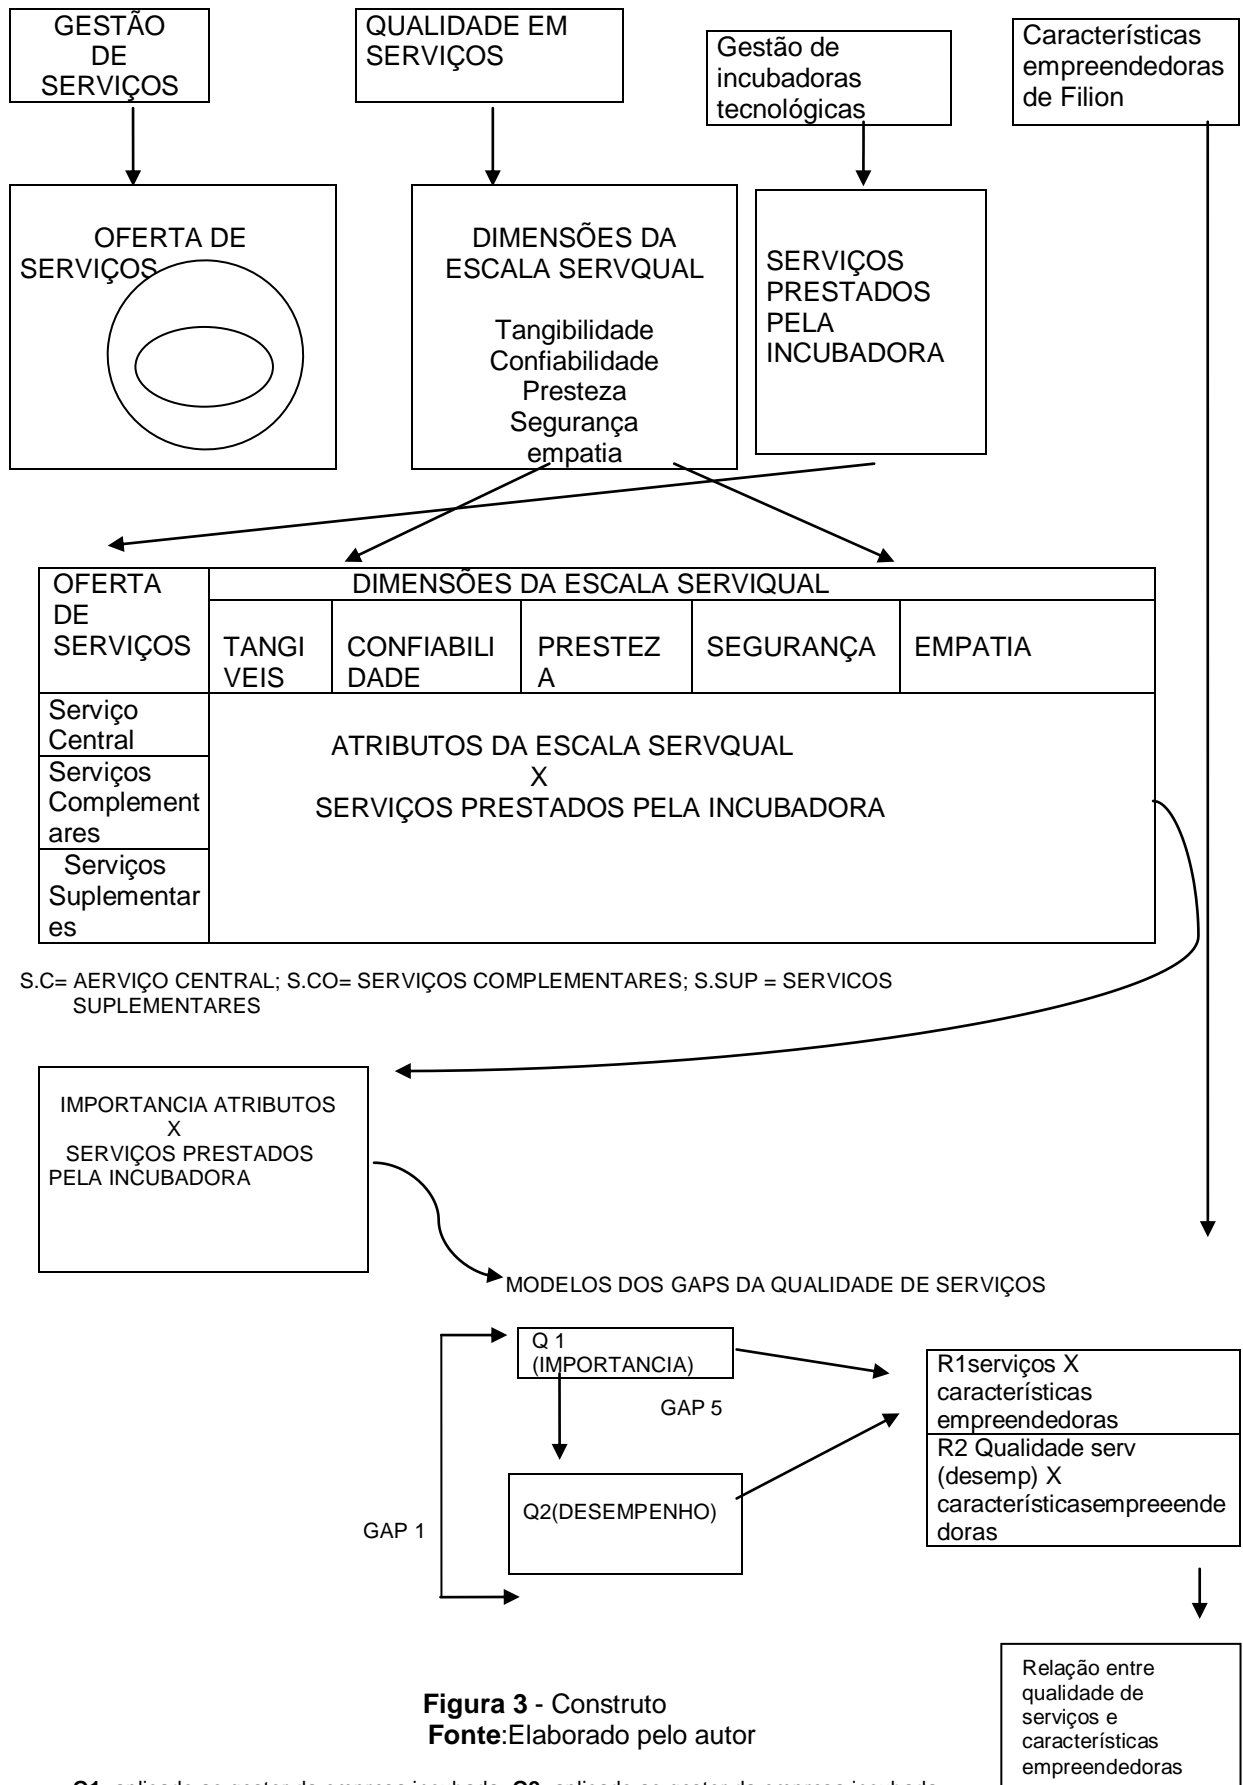 GESTÃO
DE
SERVIÇOS
QUALIDADE EM
SERVIÇOS
Gestão de
incubadoras
tecnológicas
Características
empreendedoras
de Filion
OFERTA DE
SERVIÇOS
DIMENSÕES DA
ESCALA SERVQUAL
Tangibilidade
Confiabilidade
Presteza
Segurança
empatia
SERVIÇOS
PRESTADOS
PELA
INCUBADORA
OFERTA
DE
SERVIÇOS
DIMENSÕES DA ESCALA SERVIQUAL
TANGI
VEIS
CONFIABILI
DADE
PRESTEZ
A
SEGURANÇA
EMPATIA
Serviço
Central
Serviços
Complement
ares
Serviços
Suplementar
es
ATRIBUTOS DA ESCALA SERVQUAL
X
SERVIÇOS PRESTADOS PELA INCUBADORA
S.C= AERVIÇO CENTRAL; S.CO= SERVIÇOS COMPLEMENTARES; S.SUP = SERVICOS
SUPLEMENTARES
IMPORTANCIA ATRIBUTOS
X
SERVIÇOS PRESTADOS
PELA INCUBADORA
MODELOS DOS GAPS DA QUALIDADE DE SERVIÇOS
Q 1
(IMPORTANCIA)
GAP 5
Q2(DESEMPENHO)
GAP 1
R1serviços X
características
empreendedoras
R2 Qualidade serv
(desemp) X
característicasempreeende
doras
Relação entre
qualidade de
serviços e
características
empreendedoras
Figura 3 - Construto
Fonte:Elaborado pelo autor